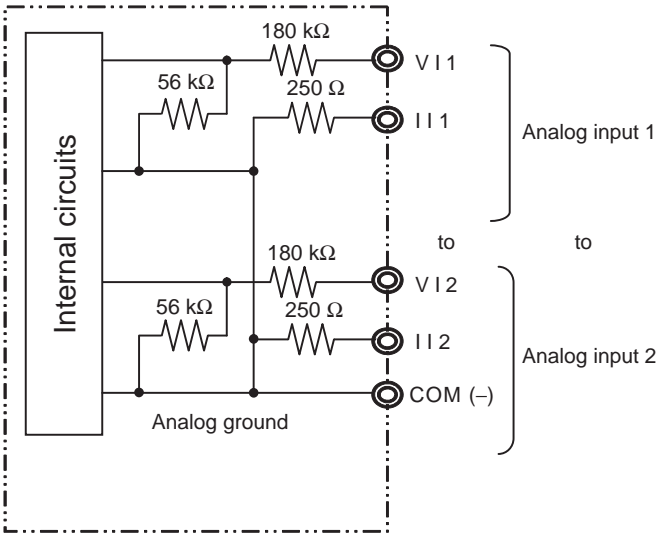 180 kΩ
V I 1
56 kΩ
250 Ω
I I 1
Analog input 1
Internal circuits
to
to
180 kΩ
V I 2
56 kΩ
250 Ω
I I 2
Analog input 2
COM (–)
Analog ground